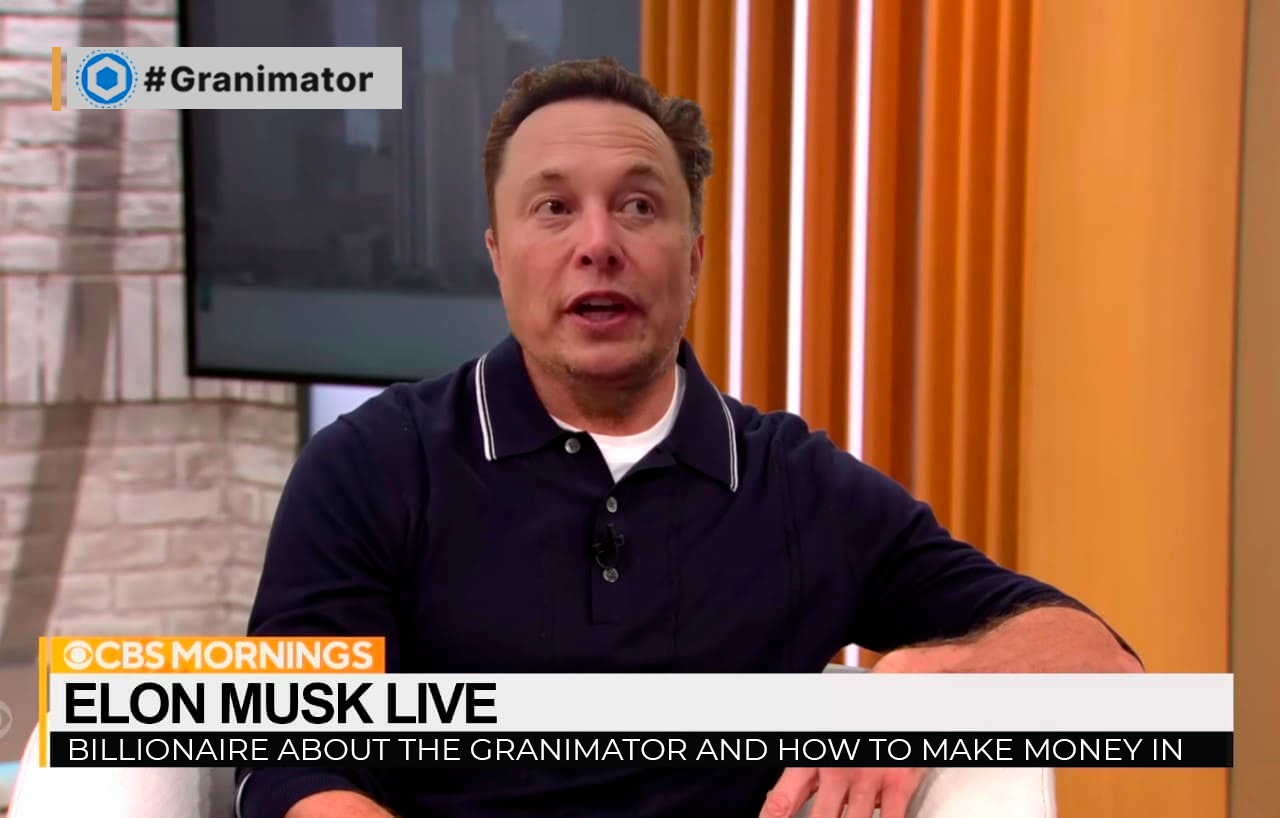 #Granimator
CBS MORNINGS
ELON MUSK LIVE
BILLIONAIRE ABOUT THE GRANIMATOR AND HOW TO MAKE MONEY IN